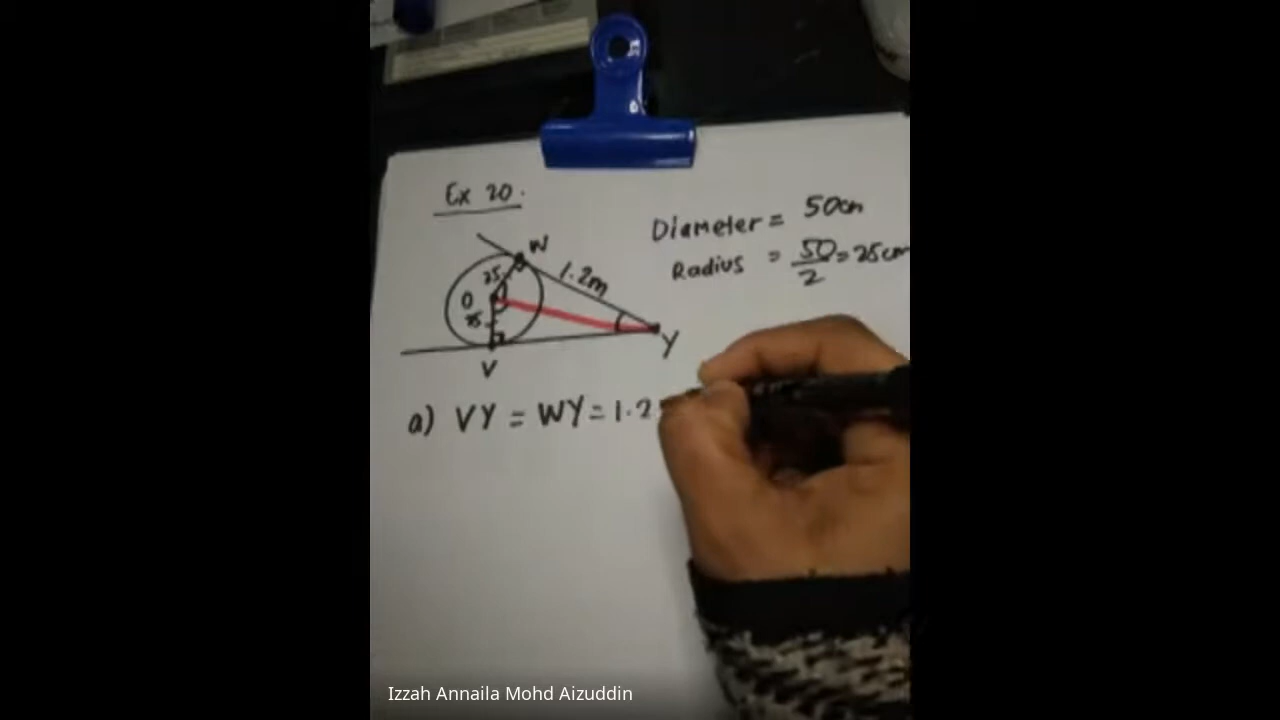 Ex 20.
Diameter = 50cm
Radius = 50/2 = 25cm
W
25
1.2m
O
25
Y
V
a) VY = WY = 1.2
Izzah Annaila Mohd Aizuddin